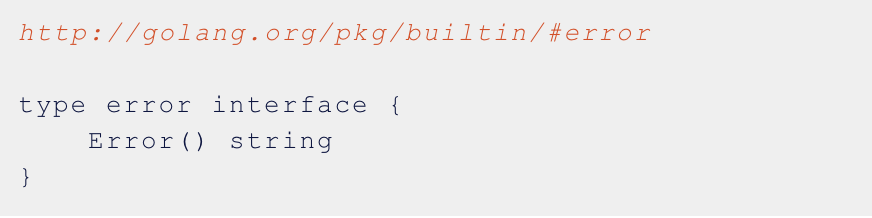 http://golang.org/pkg/builtin/#error
type error interface {
    Error() string
}